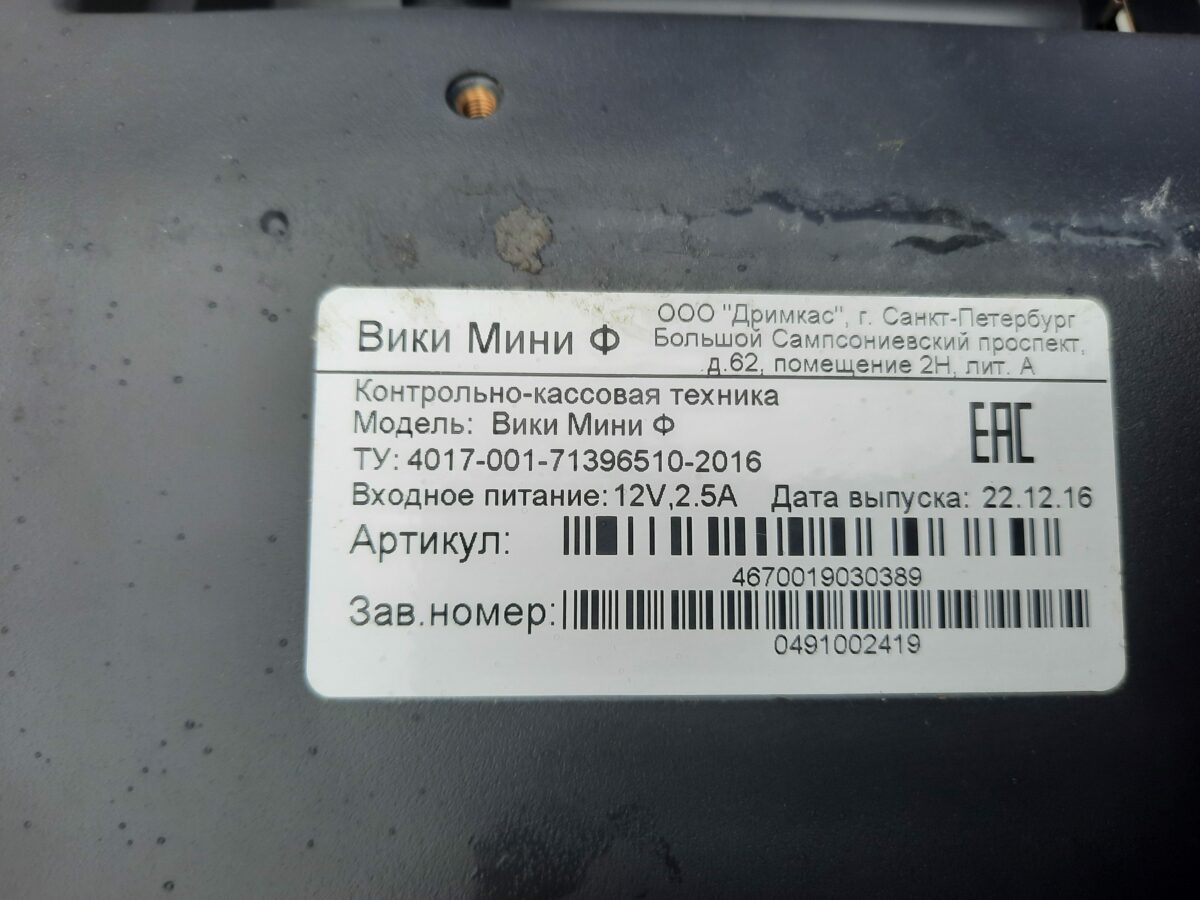 Вики Мини Ф
ООО "Дримкас", г. Санкт-Петербург
Большой Сампсониевский проспект,
д.62, помещение 2Н, лит. А
Контрольно-кассовая техника
Модель: Вики Мини Ф
ЕАС
ТУ: 4017-001-71396510-2016
Входное питание: 12V,2.5A Дата выпуска: 22.12.16
Артикул:
4670019030389
Зав.номер:
0491002419